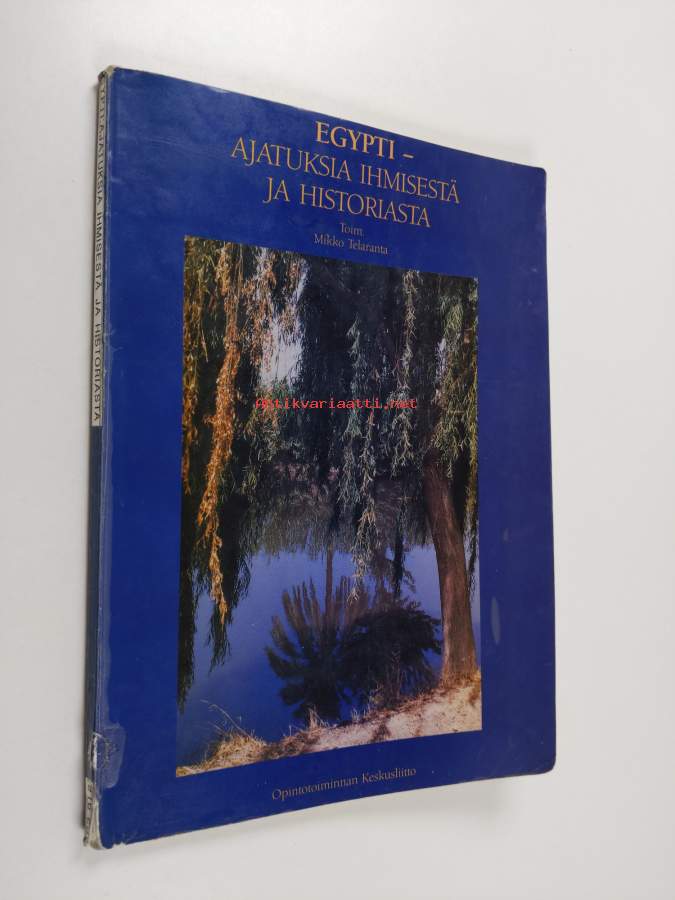 EGYPTI –
AJATUKSIA IHMISESTÄ
JA HISTORIASTA
Toim.
Mikko Telaranta
Antikvariaatti.net
Opintotoiminnan Keskusliitto
AJATUKSIA IHMISESTÄ JA HISTORIASTA